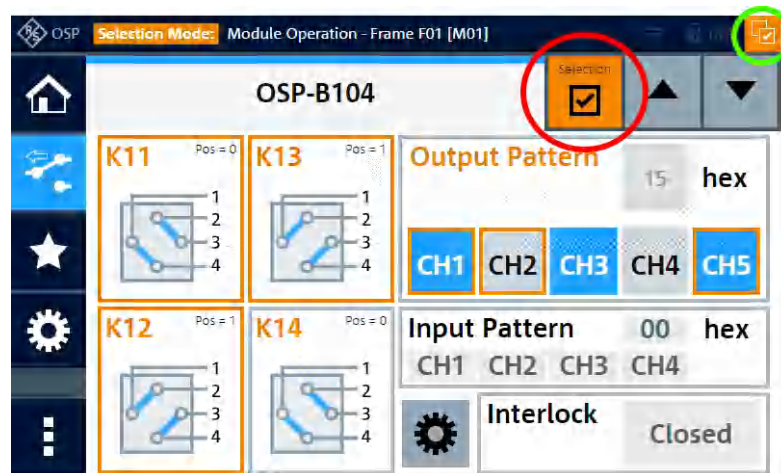 OSP Selection Mode: Module Operation - Frame F01 [M01]
OSP-B104
Selection
K11 Pos = 0
1
2
3
4
K13 Pos = 1
1
2
3
4
Output Pattern
15 hex
CH1 CH2 CH3 CH4 CH5
K12 Pos = 1
1
2
3
4
K14 Pos = 0
1
2
3
4
Input Pattern 00 hex
CH1 CH2 CH3 CH4
Interlock Closed